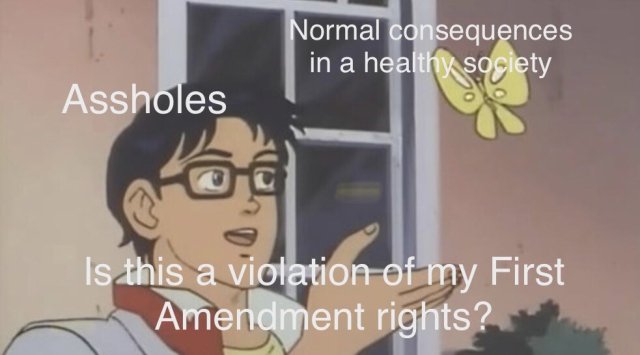 Normal consequences
in a healthy society
Assholes
Is this a violation of my First
Amendment rights?